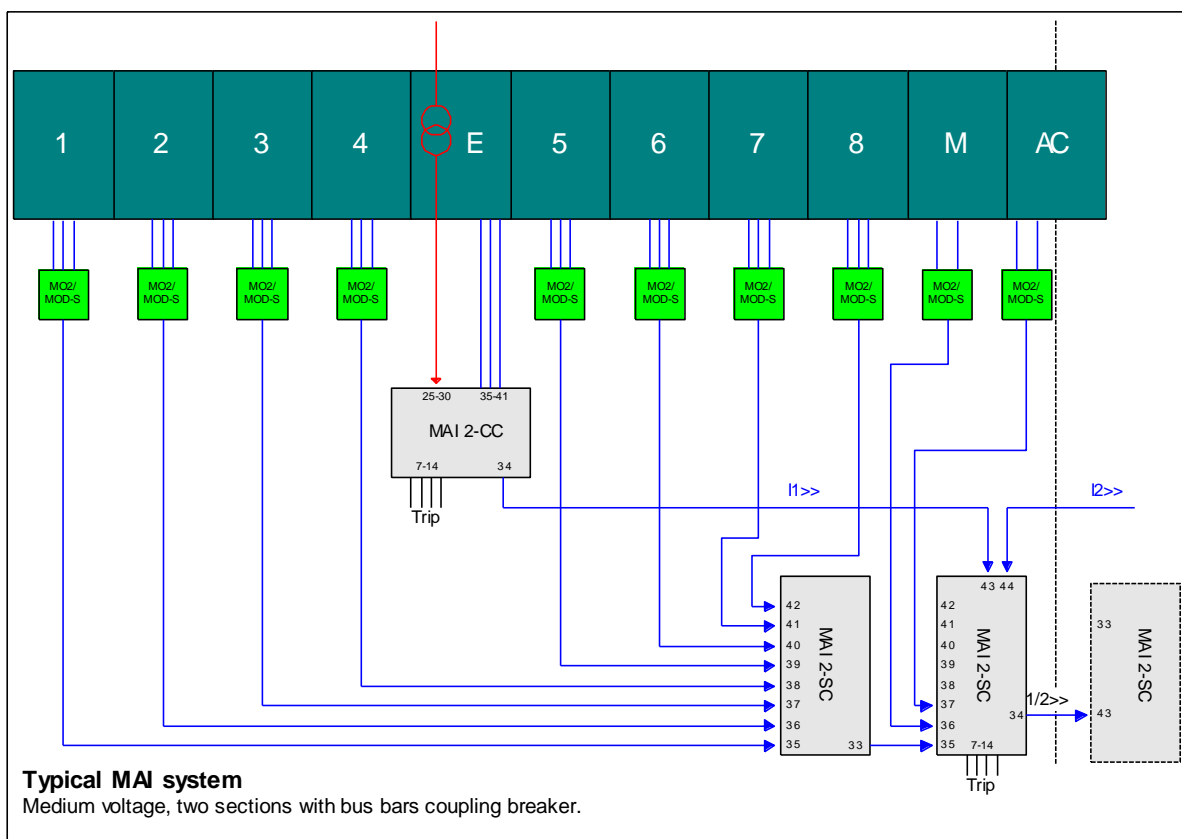 1 2 3 4 E 5 6 7 8 M AC
MO2/ MO2/ MO2/ MO2/ MO2/ MO2/ MO2/ MO2/ MO2/ MO2/
MOD-S MOD-S MOD-S MOD-S MOD-S MOD-S MOD-S MOD-S MOD-S MOD-S
25-30 35-41
MAI 2-CC
7-14 34
Trip
I1>> I2>>
42
41
40
39
38
37
36
35
MAI 2-SC
33
43 44
42
41
40
39
38
37
36
35
MAI 2-SC
34
7-14
Trip
1/2>>
33
43
MAI 2-SC
Typical MAI system
Medium voltage, two sections with bus bars coupling breaker.